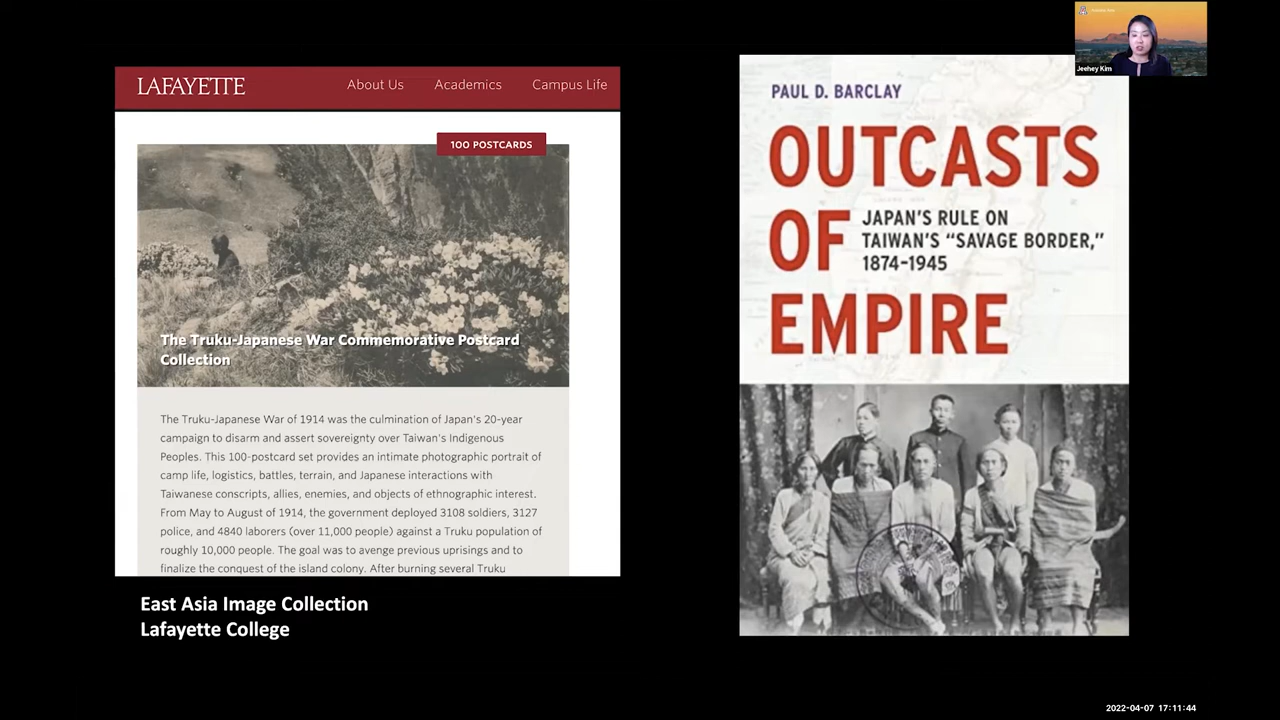 LAFAYETTE
About Us
Academics
Campus Life
100 POSTCARDS
The Truku-Japanese War Commemorative Postcard
Collection
The Truku-Japanese War of 1914 was the culmination of Japan's 20-year
campaign to disarm and assert sovereignty over Taiwan's Indigenous
Peoples. This 100-postcard set provides an intimate photographic portrait of
camp life, logistics, battles, terrain, and Japanese interactions with
Taiwanese conscripts, allies, enemies, and objects of ethnographic interest.
From May to August of 1914, the government deployed 3108 soldiers, 3127
police, and 4840 laborers (over 11,000 people) against a Truku population of
roughly 10,000 people. The goal was to avenge previous uprisings and to
finalize the conquest of the island colony. After burning several Truku
East Asia Image Collection
Lafayette College
PAUL D. BARCLAY
OUTCASTS
OF
JAPAN'S RULE ON
TAIWAN'S "SAVAGE BORDER,"
1874–1945
EMPIRE
Jeehey Kim
2022-04-07 17:11:44